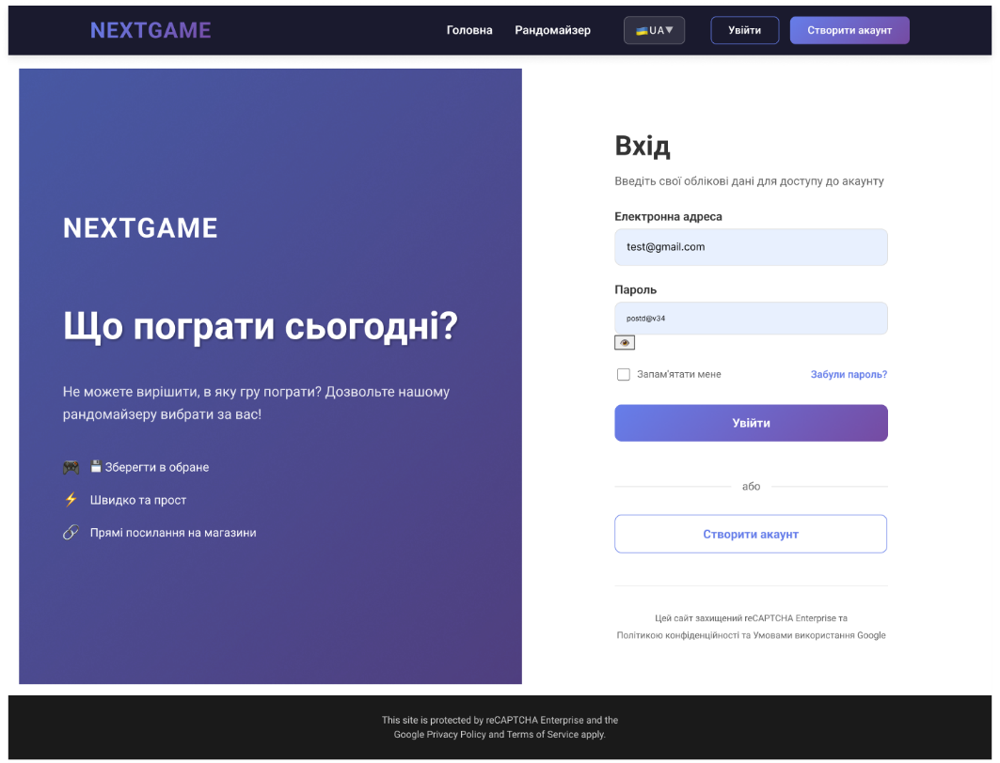 NEXTGAME
Головна Рандомайзер UA▼ Увійти Створити акаунт
NEXTGAME
Що пограти сьогодні?
Не можете вирішити, в яку гру пограти? Дозвольте нашому
рандомайзеру вибрати за вас!
Зберегти в обране
Швидко та прост
Прямі посилання на магазини
Вхід
Введіть свої облікові дані для доступу до акаунту
Електронна адреса
test@gmail.com
Пароль
postd@v34
Запам'ятати мене Забули пароль?
Увійти
або
Створити акаунт
Цей сайт захищений reCAPTCHA Enterprise та
Політикою конфіденційності та Умовами використання Google
This site is protected by reCAPTCHA Enterprise and the
Google Privacy Policy and Terms of Service apply.